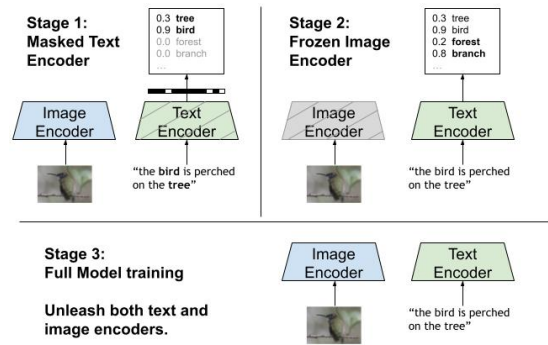 Stage 1:
Masked Text
Encoder
0.3 tree
0.9 bird
0.0 forest
0.0 branch
...
Image
Encoder
Text
Encoder
"the bird is perched
on the tree"
Stage 2:
Frozen Image
Encoder
0.3 tree
0.9 bird
0.2 forest
0.8 branch
...
Image
Encoder
Text
Encoder
"the bird is perched
on the tree"
Stage 3:
Full Model training
Unleash both text and
image encoders.
Image
Encoder
Text
Encoder
"the bird is perched
on the tree"